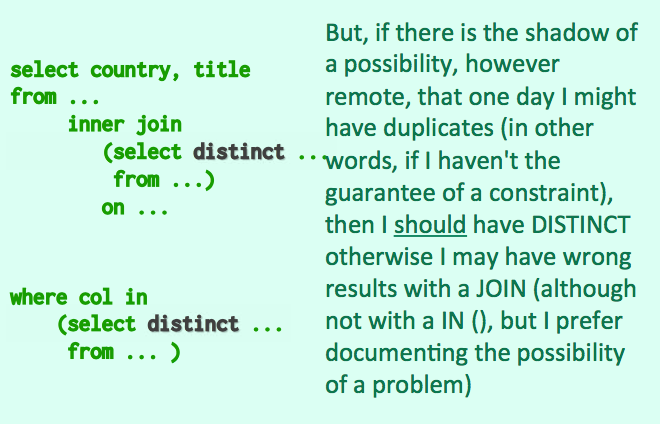 select country, title
from ...
inner join
(select distinct ...
from ...)
on ...
where col in
(select distinct ...
from ... )
But, if there is the shadow of
a possibility, however
remote, that one day I might
have duplicates (in other
words, if I haven't the
guarantee of a constraint),
then I should have DISTINCT
otherwise I may have wrong
results with a JOIN (although
not with a IN (), but I prefer
documenting the possibility
of a problem)